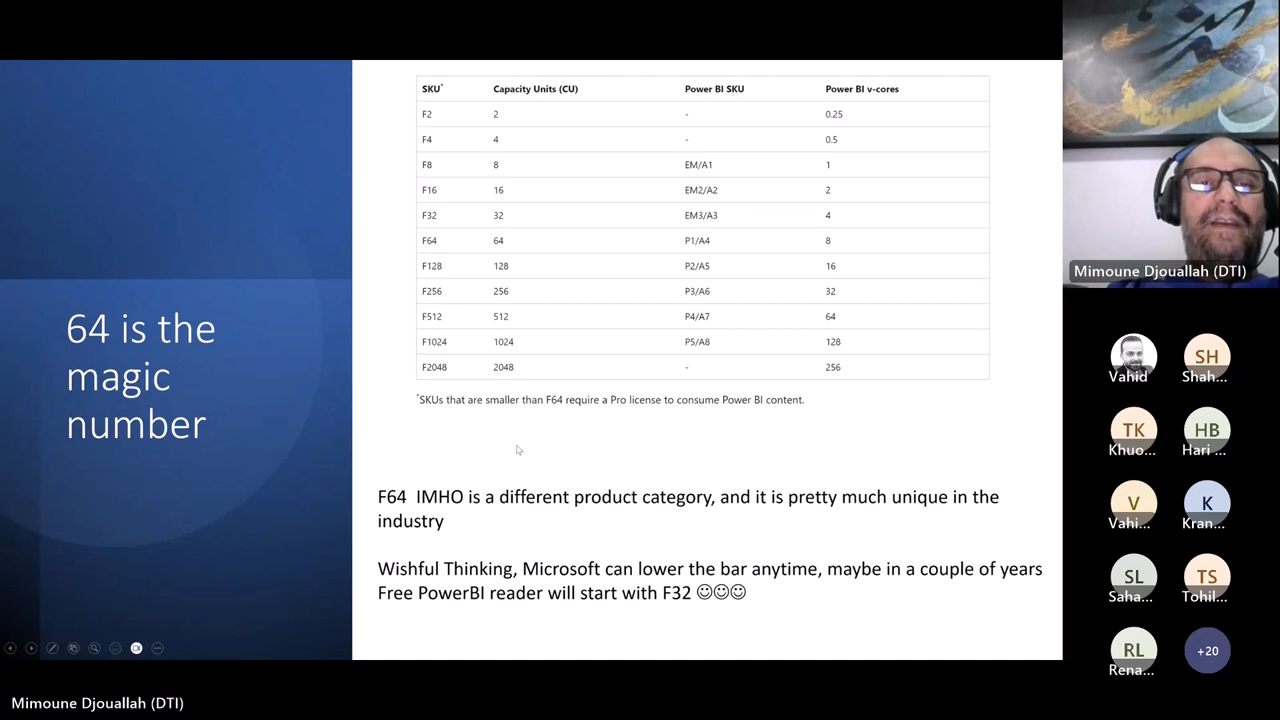 64 is the
magic
number
SKU* Capacity Units (CU) Power BI SKU Power BI v-cores
F2 2 - 0.25
F4 4 - 0.5
F8 8 EM/A1 1
F16 16 EM2/A2 2
F32 32 EM3/A3 4
F64 64 P1/A4 8
F128 128 P2/A5 16
F256 256 P3/A6 32
F512 512 P4/A7 64
F1024 1024 P5/A8 128
F2048 2048 - 256
*SKUs that are smaller than F64 require a Pro license to consume Power BI content.
F64 IMHO is a different product category, and it is pretty much unique in the
industry
Wishful Thinking, Microsoft can lower the bar anytime, maybe in a couple of years
Free PowerBI reader will start with F32 ☺☺☺
Mimoune Djouallah (DTI)
Vahid
SH
Shah...
TK
Khuo...
HB
Hari ...
V
Vahi...
K
Kran...
SL
Saha...
TS
Tohil...
RL
Rena...
+20
Mimoune Djouallah (DTI)